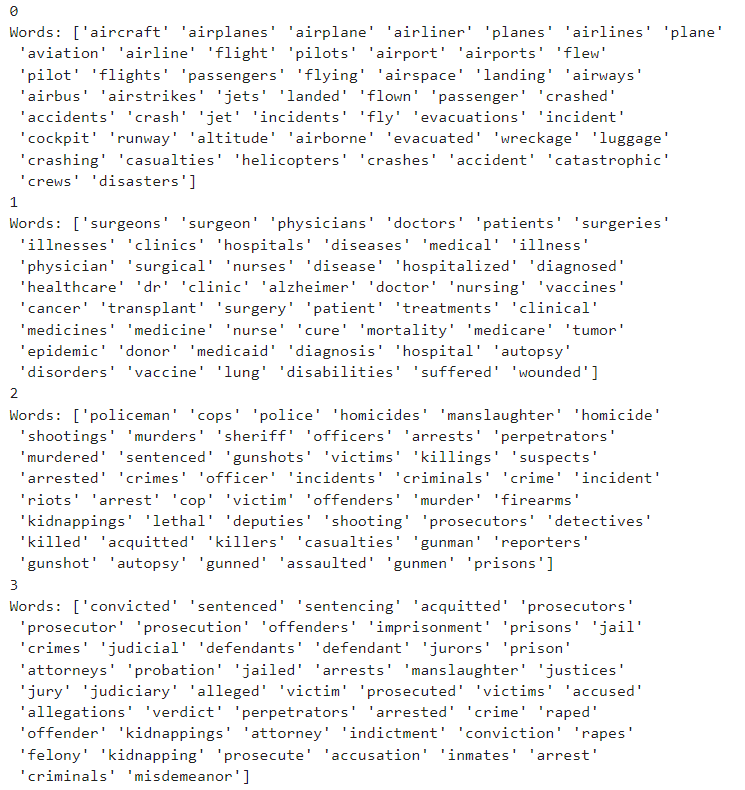 0
Words: ['aircraft' 'airplanes' 'airplane' 'airliner' 'planes' 'airlines' 'plane'
'aviation' 'airline' 'flight' 'pilots' 'airport' 'airports' 'flew'
'pilot' 'flights' 'passengers' 'flying' 'airspace' 'landing' 'airways'
'airbus' 'airstrikes' 'jets' 'landed' 'flown' 'passenger' 'crashed'
'accidents' 'crash' 'jet' 'incidents' 'fly' 'evacuations' 'incident'
'cockpit' 'runway' 'altitude' 'airborne' 'evacuated' 'wreckage' 'luggage'
'crashing' 'casualties' 'helicopters' 'crashes' 'accident' 'catastrophic'
'crews' 'disasters']
1
Words: ['surgeons' 'surgeon' 'physicians' 'doctors' 'patients' 'surgeries'
'illnesses' 'clinics' 'hospitals' 'diseases' 'medical' 'illness'
'physician' 'surgical' 'nurses' 'disease' 'hospitalized' 'diagnosed'
'healthcare' 'dr' 'clinic' 'alzheimer' 'doctor' 'nursing' 'vaccines'
'cancer' 'transplant' 'surgery' 'patient' 'treatments' 'clinical'
'medicines' 'medicine' 'nurse' 'cure' 'mortality' 'medicare' 'tumor'
'epidemic' 'donor' 'medicaid' 'diagnosis' 'hospital' 'autopsy'
'disorders' 'vaccine' 'lung' 'disabilities' 'suffered' 'wounded']
2
Words: ['policeman' 'cops' 'police' 'homicides' 'manslaughter' 'homicide'
'shootings' 'murders' 'sheriff' 'officers' 'arrests' 'perpetrators'
'murdered' 'sentenced' 'gunshots' 'victims' 'killings' 'suspects'
'arrested' 'crimes' 'officer' 'incidents' 'criminals' 'crime' 'incident'
'riots' 'arrest' 'cop' 'victim' 'offenders' 'murder' 'firearms'
'kidnappings' 'lethal' 'deputies' 'shooting' 'prosecutors' 'detectives'
'killed' 'acquitted' 'killers' 'casualties' 'gunman' 'reporters'
'gunshot' 'autopsy' 'gunned' 'assaulted' 'gunmen' 'prisons']
3
Words: ['convicted' 'sentenced' 'sentencing' 'acquitted' 'prosecutors'
'prosecutor' 'prosecution' 'offenders' 'imprisonment' 'prisons' 'jail'
'crimes' 'judicial' 'defendants' 'defendant' 'jurors' 'prison'
'attorneys' 'probation' 'jailed' 'arrests' 'manslaughter' 'justices'
'jury' 'judiciary' 'alleged' 'victim' 'prosecuted' 'victims' 'accused'
'allegations' 'verdict' 'perpetrators' 'arrested' 'crime' 'raped'
'offender' 'kidnappings' 'attorney' 'indictment' 'conviction' 'rapes'
'felony' 'kidnapping' 'prosecute' 'accusation' 'inmates' 'arrest'
'criminals' 'misdemeanor']